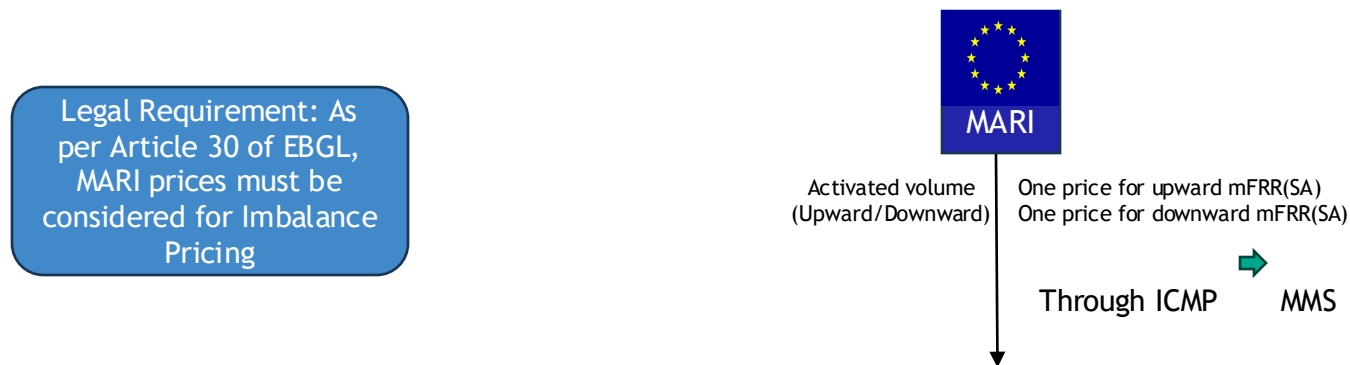 Legal Requirement: As
per Article 30 of EBGL,
MARI prices must be
considered for Imbalance
Pricing
MARI
Activated volume
(Upward/Downward)
One price for upward mFRR(SA)
One price for downward mFRR(SA)
Through ICMP
MMS